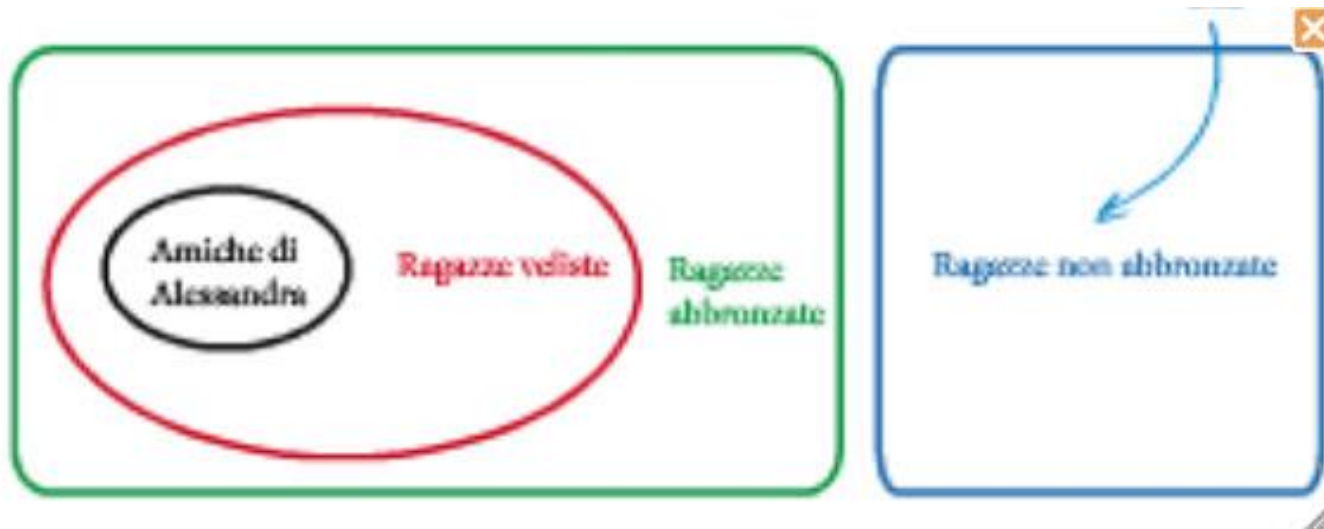 Amiche di
Alessandra
Ragazze veliste
Ragazze
abbronzate
Ragazze non abbronzate